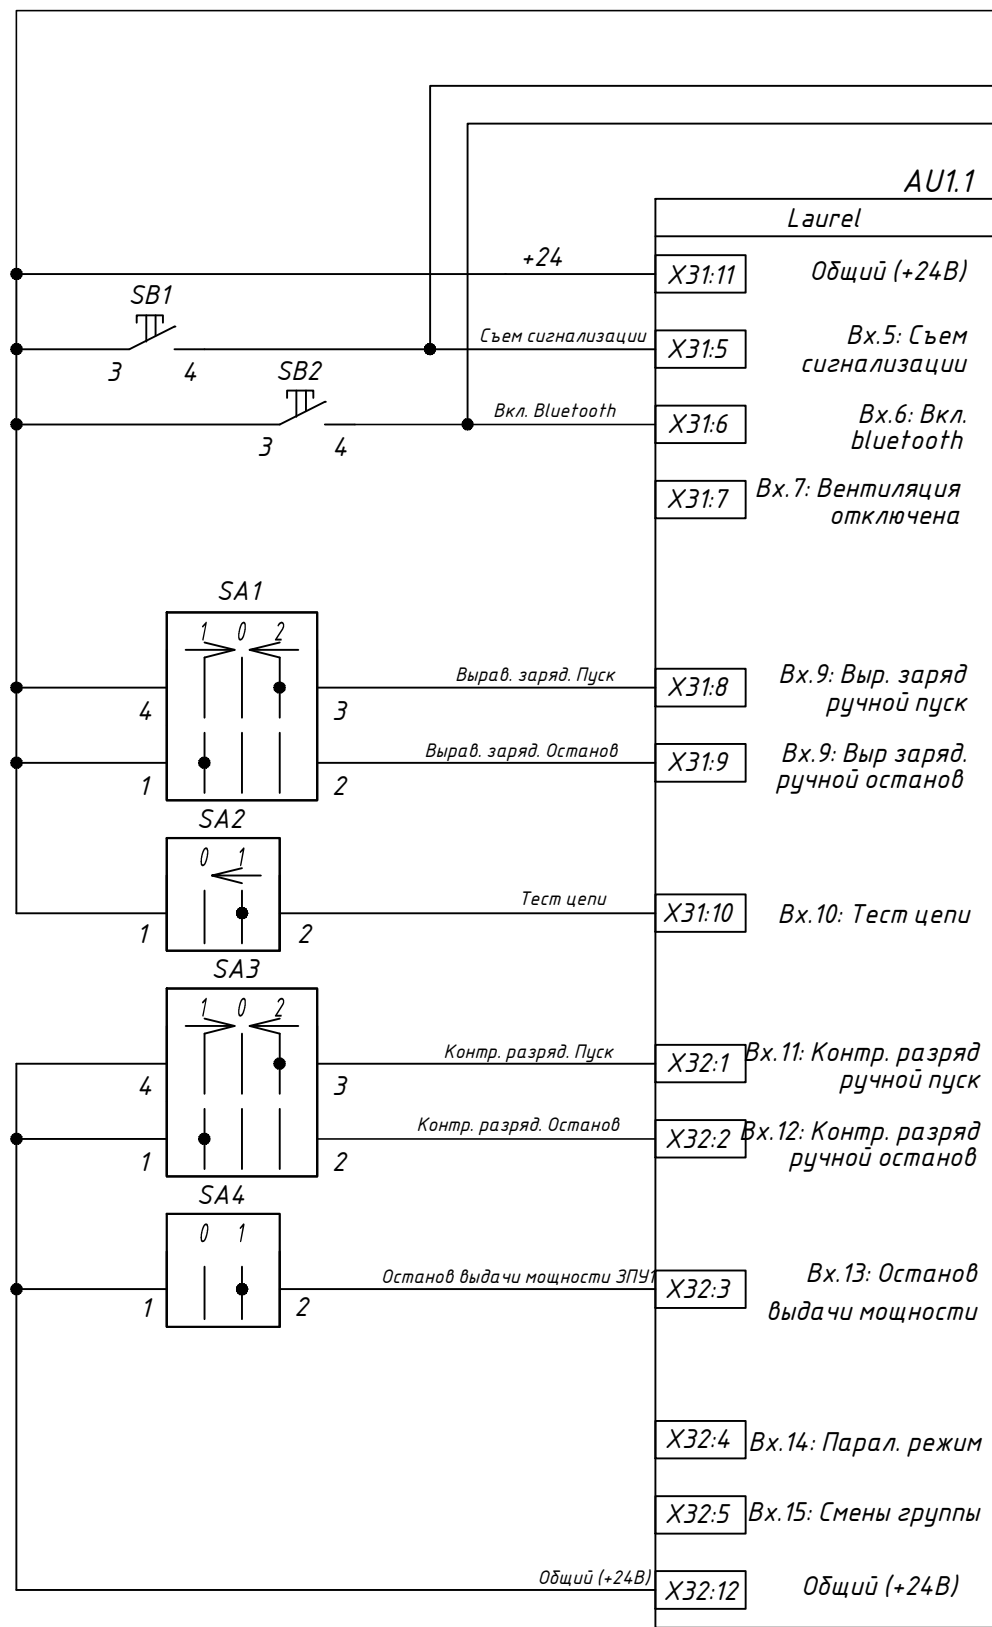 AU1.1
Laurel
+24
X31:11
Общий (+24В)
SB1
3
4
Съем сигнализации
X31:5
Вх.5: Съем
сигнализации
SB2
3
4
Вкл. Bluetooth
X31:6
Вх.6: Вкл.
bluetooth
X31:7
Вх.7: Вентиляция
отключена
SA1
1 0 2
4
3
Вырав. заряд. Пуск
X31:8
Вх.9: Выр. заряд
ручной пуск
1
2
Вырав. заряд. Останов
X31:9
Вх.9: Выр заряд.
ручной останов
SA2
0 1
1
2
Тест цепи
X31:10
Вх.10: Тест цепи
SA3
1 0 2
4
3
Контр. разряд. Пуск
X32:1
Вх.11: Контр. разряд
ручной пуск
1
2
Контр. разряд. Останов
X32:2
Вх.12: Контр. разряд
ручной останов
SA4
0 1
1
2
Останов выдачи мощности ЗПУ1
X32:3
Вх.13: Останов
выдачи мощности
X32:4
Вх.14: Парал. режим
X32:5
Вх.15: Смены группы
Общий (+24В)
X32:12
Общий (+24В)